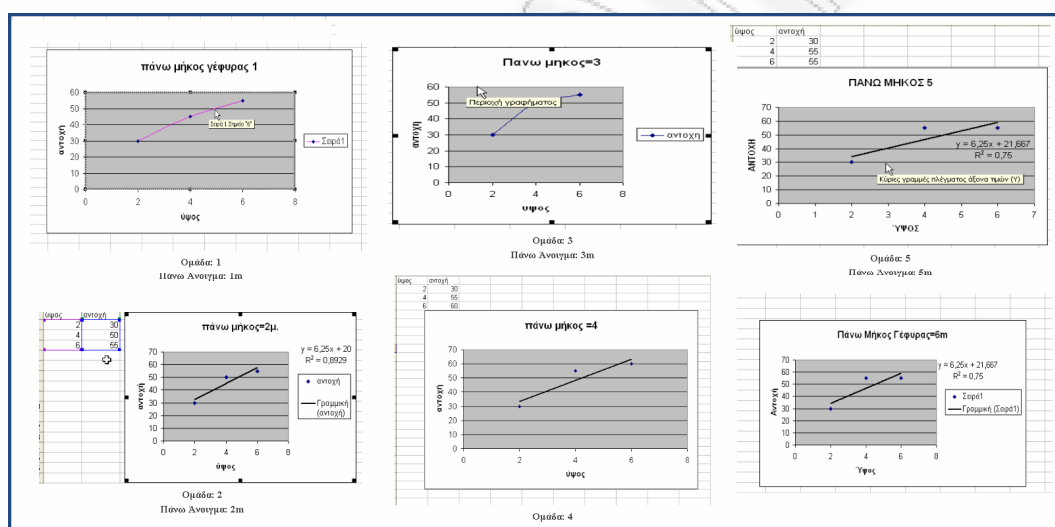 πάνω μήκος γέφυρας 1
60
50
40
30
20
10
0
αντοχή
Σειρά 1 Σημείο "6"
Σειρά1
0 2 4 6 8
ύψος
Ομάδα: 1
Πάνω Άνοιγμα: 1m
Πανω μηκος=3
60
50
40
30
20
10
0
αντοχή
Περιοχή γραφήματος
αντοχη
0 2 4 6 8
ύψος
Ομάδα: 3
Πάνω Άνοιγμα: 3m
ύψος αντοχή
2 30
4 55
6 55
ΠΑΝΩ ΜΗΚΟΣ 5
70
60
50
40
30
20
10
0
ΑΝΤΟΧΗ
y = 6,25x + 21,667
R² = 0,75
Κύριες γραμμές πλέγματος άξονα τιμών (Υ)
0 1 2 3 4 5 6 7
ΎΨΟΣ
Ομάδα: 5
Πάνω Άνοιγμα: 5m
ύψος αντοχή
2 30
4 50
6 55
πάνω μήκος=2μ.
70
60
50
40
30
20
10
0
αντοχή
y = 6,25x + 20
R² = 0,8929
αντοχή
Γραμμική
(αντοχή)
0 2 4 6 8
ύψος
Ομάδα: 2
Πάνω Άνοιγμα: 2m
ύψος αντοχή
2 30
4 55
6 60
πάνω μήκος =4
70
60
50
40
30
20
10
0
αντοχή
0 2 4 6 8
ύψος
Ομάδα: 4
Πάνω Μήκος Γέφυρας=6m
70
60
50
40
30
20
10
0
Αντοχή
y = 6,25x + 21,667
R² = 0,75
Σειρά1
Γραμμική (Σειρά1)
0 2 4 6 8
Ύψος